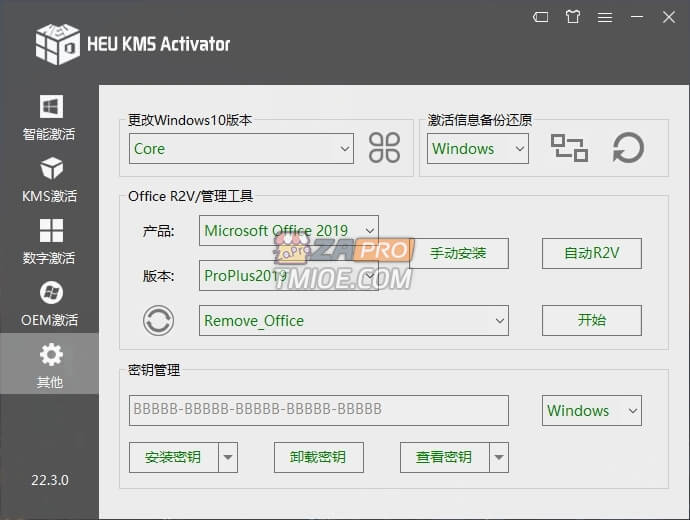 HEU KMS Activator
智能激活
KMS激活
数字激活
OEM激活
其他
22.3.0
更改Windows10版本
Core
激活信息备份还原
Windows
Office R2V/管理工具
产品:
Microsoft Office 2019
手动安装
自动R2V
版本:
ProPlus2019
ZaPro
ZAPRO
TMIOE.COM
Remove_Office
开始
密钥管理
BBBBB-BBBBB-BBBBB-BBBBB-BBBBB
Windows
安装密钥
卸载密钥
查看密钥